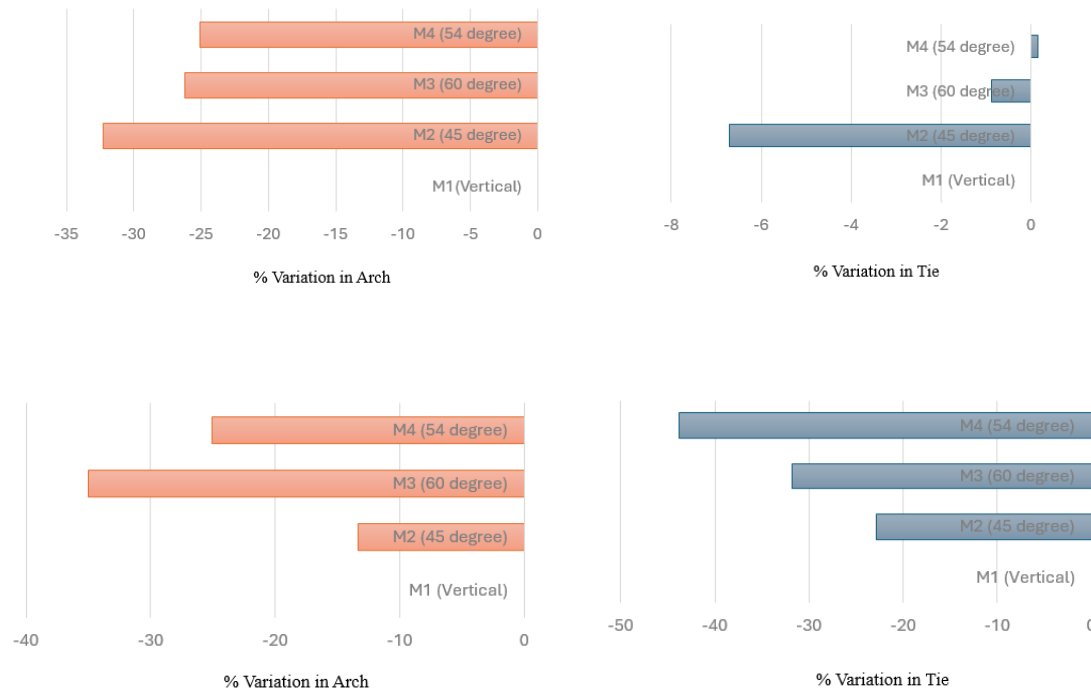 M4 (54 degree)
M3 (60 degree)
M2 (45 degree)
M1(Vertical)
-35 -30 -25 -20 -15 -10 -5 0
% Variation in Arch
M4 (54 degree)
M3 (60 degree)
M2 (45 degree)
M1 (Vertical)
-8 -6 -4 -2 0
% Variation in Tie
M4 (54 degree)
M3 (60 degree)
M2 (45 degree)
M1 (Vertical)
-40 -30 -20 -10 0
% Variation in Arch
M4 (54 degree)
M3 (60 degree)
M2 (45 degree)
M1 (Vertical)
-50 -40 -30 -20 -10 0
% Variation in Tie